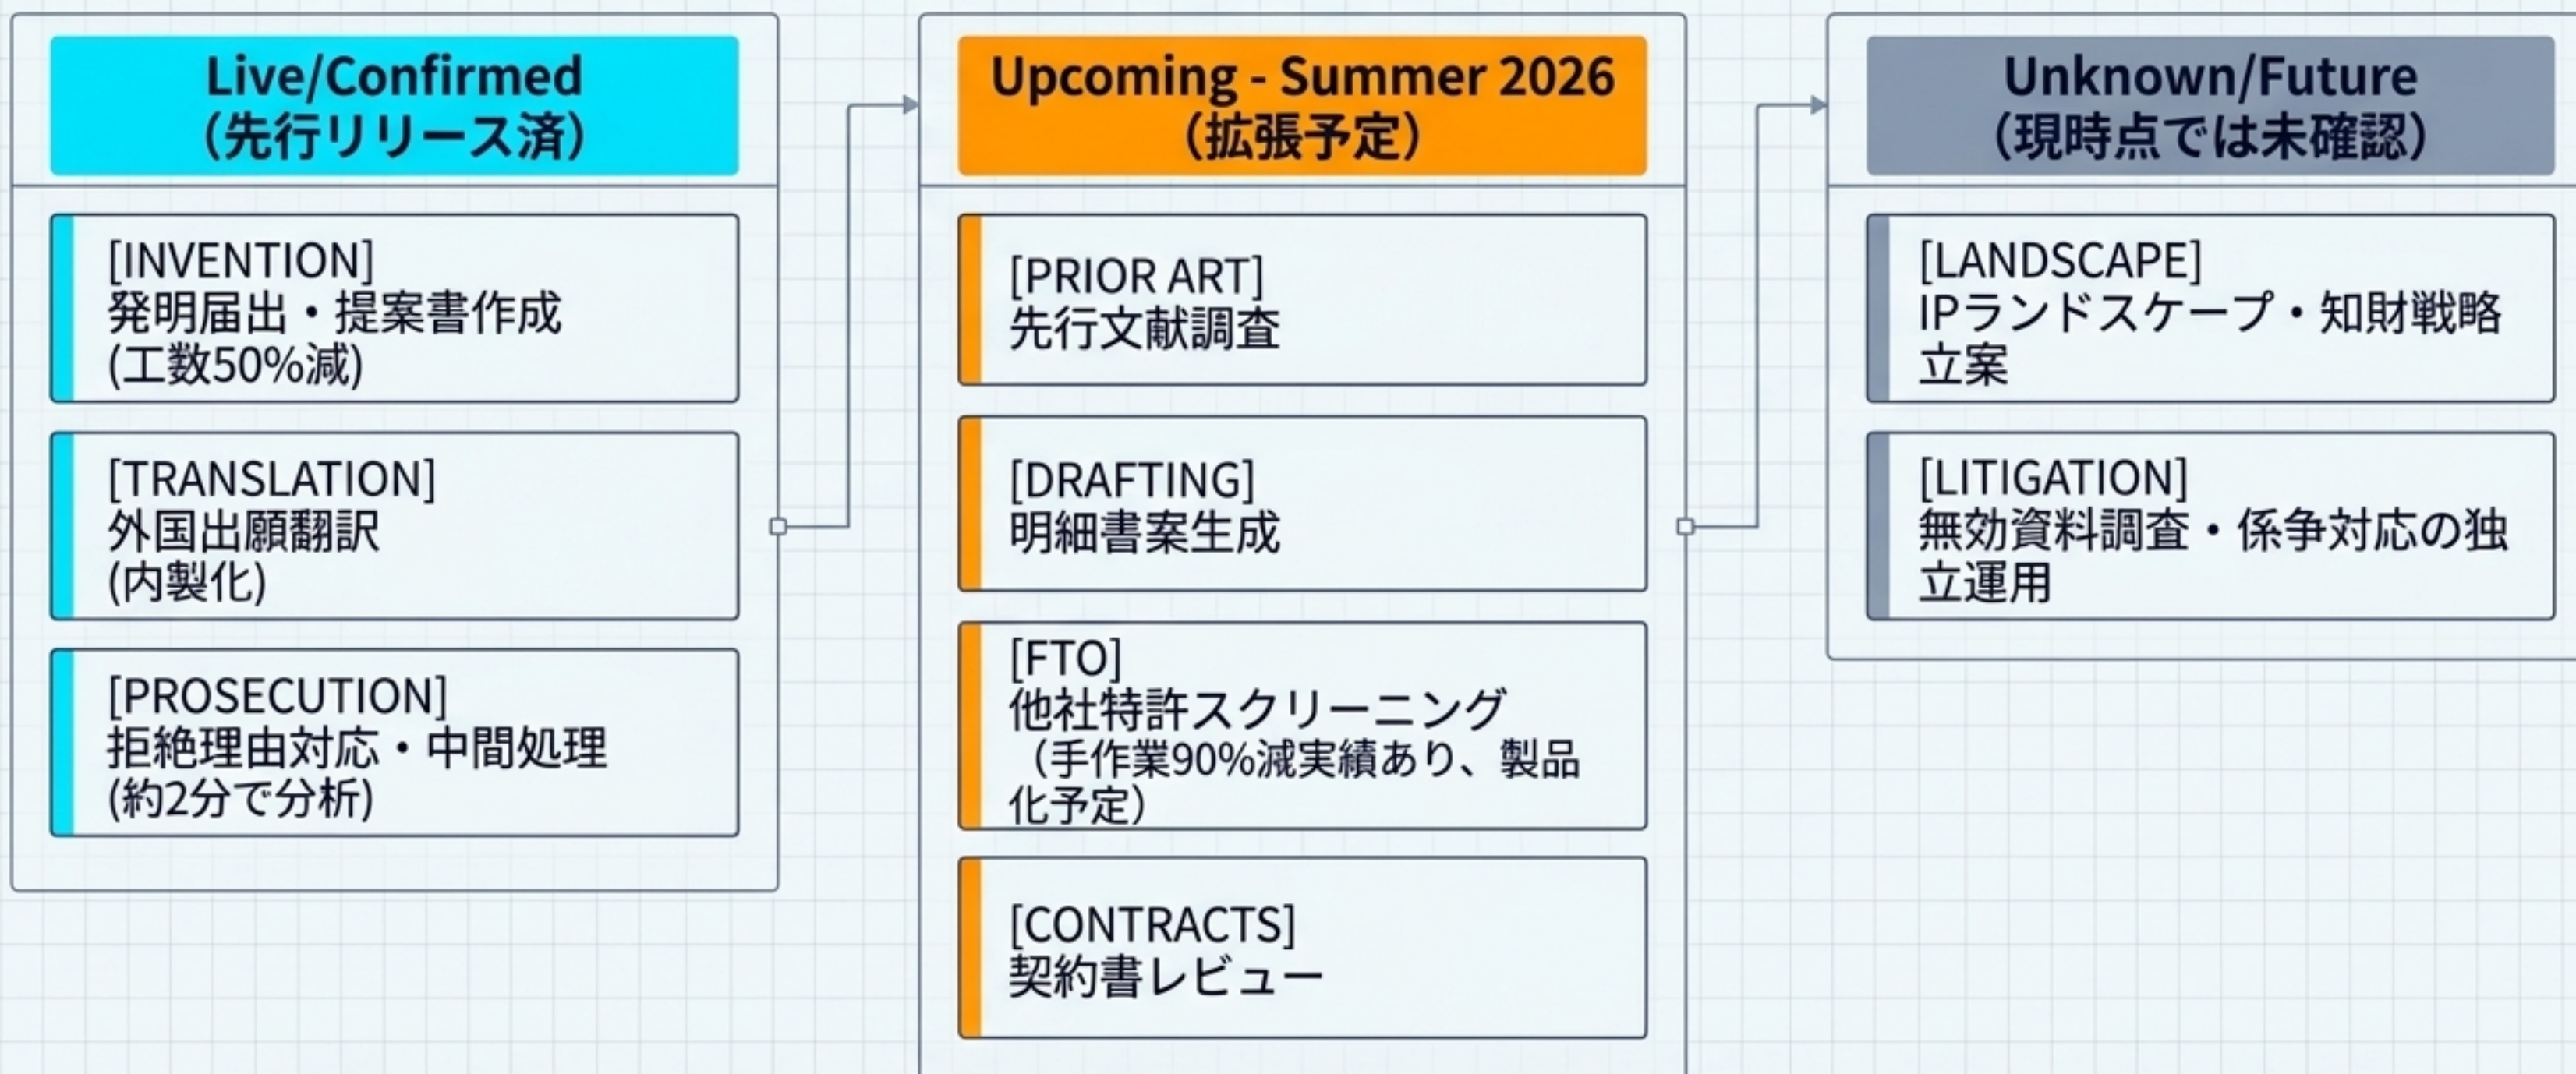 Live/Confirmed
（先行リリース済）
[INVENTION]
発明届出・提案書作成
(工数50%減)
[TRANSLATION]
外国出願翻訳
(内製化)
[PROSECUTION]
拒絶理由対応・中間処理
(約2分で分析)
Upcoming - Summer 2026
（拡張予定）
[PRIOR ART]
先行文献調査
[DRAFTING]
明細書案生成
[FTO]
他社特許スクリーニング
（手作業90%減実績あり、製品
化予定）
[CONTRACTS]
契約書レビュー
Unknown/Future
（現時点では未確認）
[LANDSCAPE]
IPランドスケープ・知財戦略
立案
[LITIGATION]
無効資料調査・係争対応の独
立運用